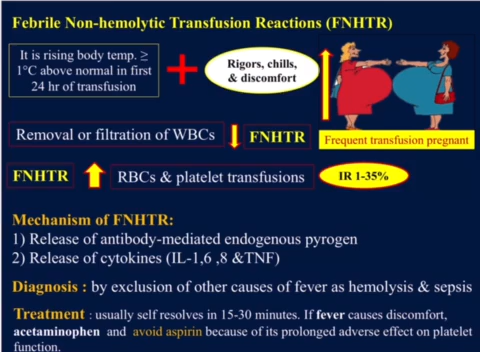 Febrile Non-hemolytic Transfusion Reactions (FNHTR)
It is rising body temp. ≥
1°C above normal in first
24 hr of transfusion
Rigors, chills,
& discomfort
Removal or filtration of WBCs
FNHTR
Frequent transfusion pregnant
FNHTR
RBCs & platelet transfusions
IR 1-35%
Mechanism of FNHTR:
1) Release of antibody-mediated endogenous pyrogen
2) Release of cytokines (IL-1,6 ,8 &TNF)
Diagnosis : by exclusion of other causes of fever as hemolysis & sepsis
Treatment : usually self resolves in 15-30 minutes. If fever causes discomfort,
acetaminophen and avoid aspirin because of its prolonged adverse effect on platelet
function.